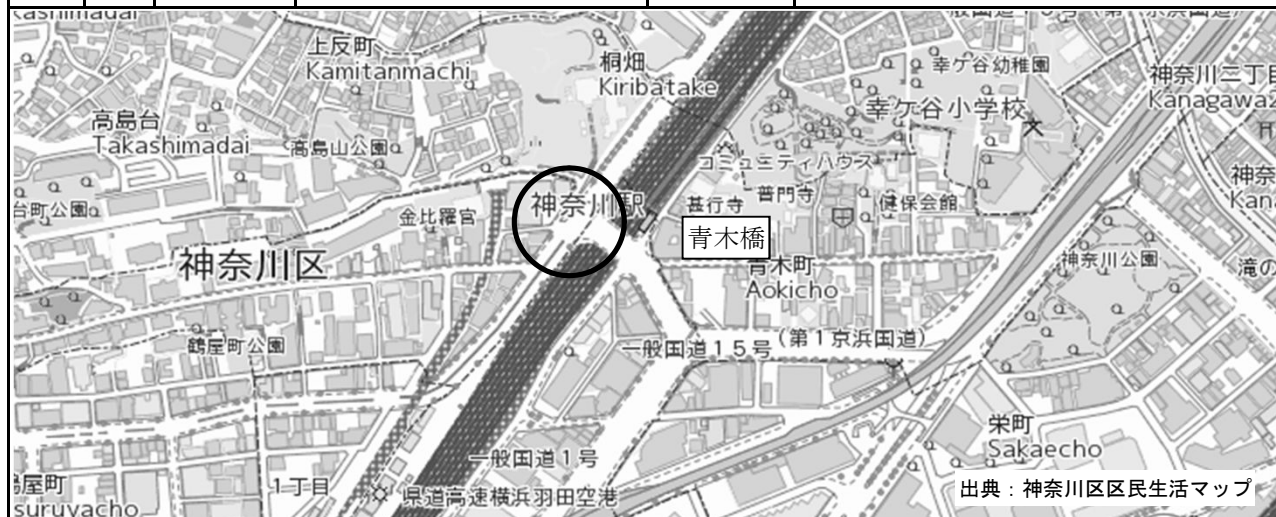 上反町
Kamitanmachi
桐畑
Kiribatake
幸ケ谷幼稚園
神奈川二丁目
Kanagawa
幸ケ谷小学校
高島台
Takashimadai
高島山公園
コミュニティハウス
普門寺
甚行寺
健保会館
台町公園
金比羅宮
神奈川駅
青木橋
神奈川区
青木町
Aokicho
神奈川公園
滝の
鶴屋町公園
一般国道15号
(第1京浜国道)
栄町
Sakaecho
一般国道1号
1丁目
県道高速横浜羽田空港
屋町
suruyacho
出典:神奈川区区民生活マップ